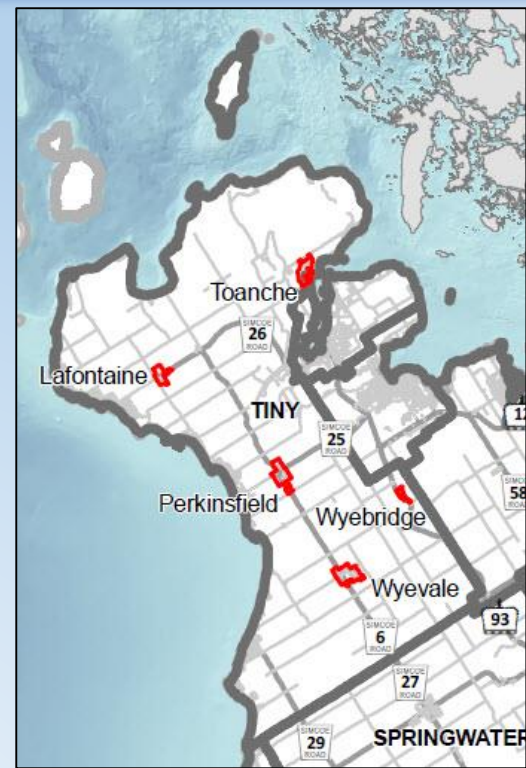 Toanche
SIMCOE
26
ROAD
Lafontaine
TINY
12
SIMCOE
25
ROAD
58
ROAD
Perkinsfield
Wyebridge
Wyevale
93
SIMCOE
6
ROAD
SIMCOE
27
ROAD
SIMCOE
29
ROAD
SPRINGWATER